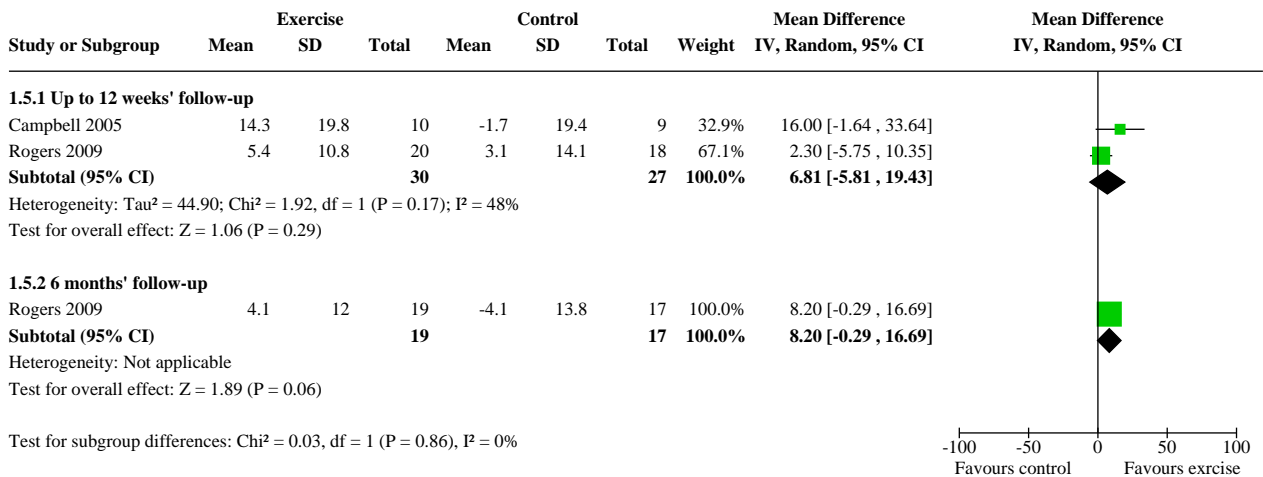 Exercise Control Mean Difference Mean Difference
Study or Subgroup Mean SD Total Mean SD Total Weight IV, Random, 95% CI IV, Random, 95% CI
1.5.1 Up to 12 weeks' follow-up
Campbell 2005 14.3 19.8 10 -1.7 19.4 9 32.9% 16.00 [-1.64 , 33.64]
Rogers 2009 5.4 10.8 20 3.1 14.1 18 67.1% 2.30 [-5.75 , 10.35]
Subtotal (95% CI) 30 27 100.0% 6.81 [-5.81 , 19.43]
Heterogeneity: Tau² = 44.90; Chi² = 1.92, df = 1 (P = 0.17); I² = 48%
Test for overall effect: Z = 1.06 (P = 0.29)
1.5.2 6 months' follow-up
Rogers 2009 4.1 12 19 -4.1 13.8 17 100.0% 8.20 [-0.29 , 16.69]
Subtotal (95% CI) 19 17 100.0% 8.20 [-0.29 , 16.69]
Heterogeneity: Not applicable
Test for overall effect: Z = 1.89 (P = 0.06)
Test for subgroup differences: Chi² = 0.03, df = 1 (P = 0.86), I² = 0%
-100 -50 0 50 100
Favours control Favours exrcise